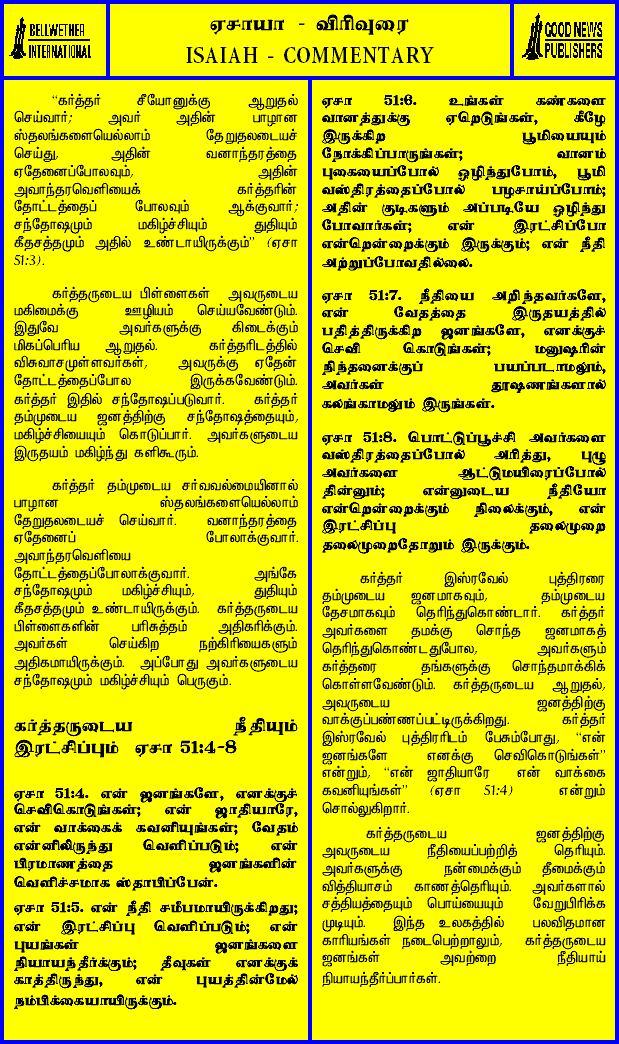 BELLWETHER
INTERNATIONAL
ஏசாயா - விரிவுரை
ISAIAH - COMMENTARY
GOOD NEWS
PUBLISHERS
“கர்த்தர் சீயோனுக்கு ஆறுதல்
செய்வார்; அவர் அதின் பாழான
ஸ்தலங்களையெல்லாம் தேறுதலடையச்
செய்து, அதின் வனாந்தரத்தை
ஏதேனைப்போலவும், அதின்
அவாந்தரவெளியைக் கர்த்தரின்
தோட்டத்தைப் போலவும் ஆக்குவார்;
சந்தோஷமும் மகிழ்ச்சியும் துதியும்
கீதசத்தமும் அதில் உண்டாயிருக்கும்” (ஏசா
51:3).
கர்த்தருடைய பிள்ளைகள் அவருடைய
மகிமைக்கு ஊழியம் செய்யவேண்டும்.
இதுவே அவர்களுக்கு கிடைக்கும்
மிகப்பெரிய ஆறுதல். கர்த்தரிடத்தில்
விசுவாசமுள்ளவர்கள், அவருக்கு ஏதேன்
தோட்டத்தைப்போல இருக்கவேண்டும்.
கர்த்தர் இதில் சந்தோஷப்படுவார். கர்த்தர்
தம்முடைய ஜனத்திற்கு சந்தோஷத்தையும்,
மகிழ்ச்சியையும் கொடுப்பார். அவர்களுடைய
இருதயம் மகிழ்ந்து களிகூரும்.
கர்த்தர் தம்முடைய சர்வவல்மையினால்
பாழான ஸ்தலங்களையெல்லாம்
தேறுதலடையச் செய்வார். வனாந்தரத்தை
ஏதேனைப் போலாக்குவார்.
அவாந்தரவெளியை
தோட்டத்தைப்போலாக்குவார். அங்கே
சந்தோஷமும் மகிழ்ச்சியும், துதியும்
கீதசத்தமும் உண்டாயிருக்கும். கர்த்தருடைய
பிள்ளைகளின் பரிசுத்தம் அதிகரிக்கும்.
அவர்கள் செய்கிற நற்கிரியைகளும்
அதிகமாயிருக்கும். அப்போது அவர்களுடைய
சந்தோஷமும் மகிழ்ச்சியும் பெருகும்.
கர்த்தருடைய நீதியும்
இரட்சிப்பும் ஏசா 51:4-8
ஏசா 51:4. என் ஜனங்களே, எனக்குச்
செவிகொடுங்கள்; என் ஜாதியாரே,
என் வாக்கைக் கவனியுங்கள்; வேதம்
என்னிலிருந்து வெளிப்படும்; என்
பிரமாணத்தை ஜனங்களின்
வெளிச்சமாக ஸ்தாபிப்பேன்.
ஏசா 51:5. என் நீதி சமீபமாயிருக்கிறது;
என் இரட்சிப்பு வெளிப்படும்; என்
புயங்கள் ஜனங்களை
நியாயந்தீர்க்கும்; தீவுகள் எனக்குக்
காத்திருந்து, என் புயத்தின்மேல்
நம்பிக்கையாயிருக்கும்.
ஏசா 51:6. உங்கள் கண்களை
வானத்துக்கு ஏறெடுங்கள், கீழே
இருக்கிற பூமியையும்
நோக்கிப்பாருங்கள்; வானம்
புகையைப்போல் ஒழிந்துபோம், பூமி
வஸ்திரத்தைப்போல் பழசாய்ப்போம்;
அதின் குடிகளும் அப்படியே ஒழிந்து
போவார்கள்; என் இரட்சிப்போ
என்றென்றைக்கும் இருக்கும்; என் நீதி
அற்றுப்போவதில்லை.
ஏசா 51:7. நீதியை அறிந்தவர்களே,
என் வேதத்தை இருதயத்தில்
பதித்திருக்கிற ஜனங்களே, எனக்குச்
செவி கொடுங்கள்; மனுஷரின்
நிந்தனைக்குப் பயப்படாமலும்,
அவர்கள் தூஷணங்களால்
கலங்காமலும் இருங்கள்.
ஏசா 51:8. பொட்டுப்பூச்சி அவர்களை
வஸ்திரத்தைப்போல் அரித்து, புழு
அவர்களை ஆட்டுமயிரைப்போல்
தின்னும்; என்னுடைய நீதியோ
என்றென்றைக்கும் நிலைக்கும், என்
இரட்சிப்பு தலைமுறை
தலைமுறைதோறும் இருக்கும்.
கர்த்தர் இஸ்ரவேல் புத்திரரை
தம்முடைய ஜனமாகவும், தம்முடைய
தேசமாகவும் தெரிந்துகொண்டார். கர்த்தர்
அவர்களை தமக்கு சொந்த ஜனமாகத்
தெரிந்துகொண்டதுபோல, அவர்களும்
கர்த்தரை தங்களுக்கு சொந்தமாக்கிக்
கொள்ளவேண்டும். கர்த்தருடைய ஆறுதல்,
அவருடைய ஜனத்திற்கு
வாக்குப்பண்ணப்பட்டிருக்கிறது. கர்த்தர்
இஸ்ரவேல் புத்திரரிடம் பேசும்போது, “என்
ஜனங்களே எனக்கு செவிகொடுங்கள்”
என்றும், “என் ஜாதியாரே என் வாக்கை
கவனியுங்கள்” (ஏசா 51:4) என்றும்
சொல்லுகிறார்.
கர்த்தருடைய ஜனத்திற்கு
அவருடைய நீதியைப்பற்றித் தெரியும்.
அவர்களுக்கு நன்மைக்கும் தீமைக்கும்
வித்தியாசம் காணத்தெரியும். அவர்களால்
சத்தியத்தையும் பொய்யையும் வேறுபிரிக்க
முடியும். இந்த உலகத்தில் பலவிதமான
காரியங்கள் நடைபெற்றாலும், கர்த்தருடைய
ஜனங்கள் அவற்றை நீதியாய்
நியாயந்தீர்ப்பார்கள்.